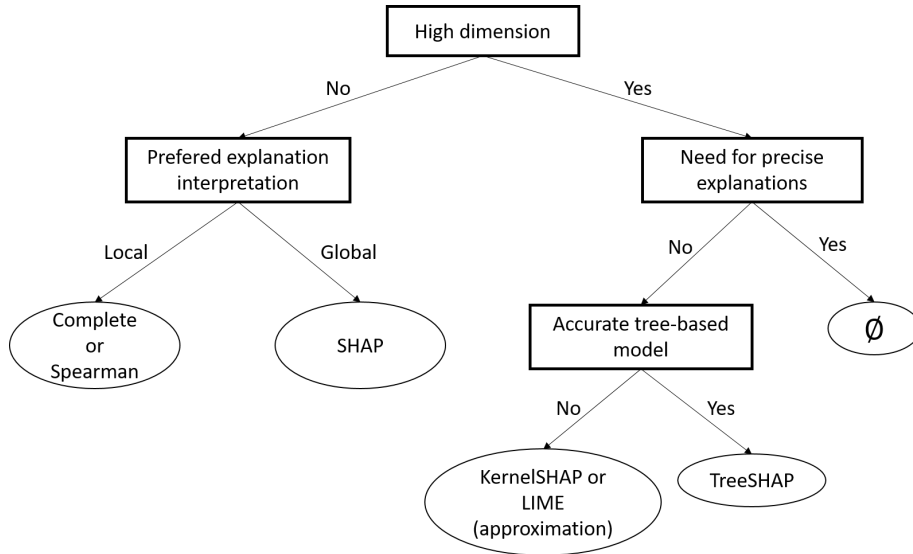 High dimension
No
Yes
Prefered explanation
interpretation
Need for precise
explanations
Local
Global
No
Yes
Complete
or
Spearman
SHAP
Accurate tree-based
model
Ø
No
Yes
KernelSHAP or
LIME
(approximation)
TreeSHAP